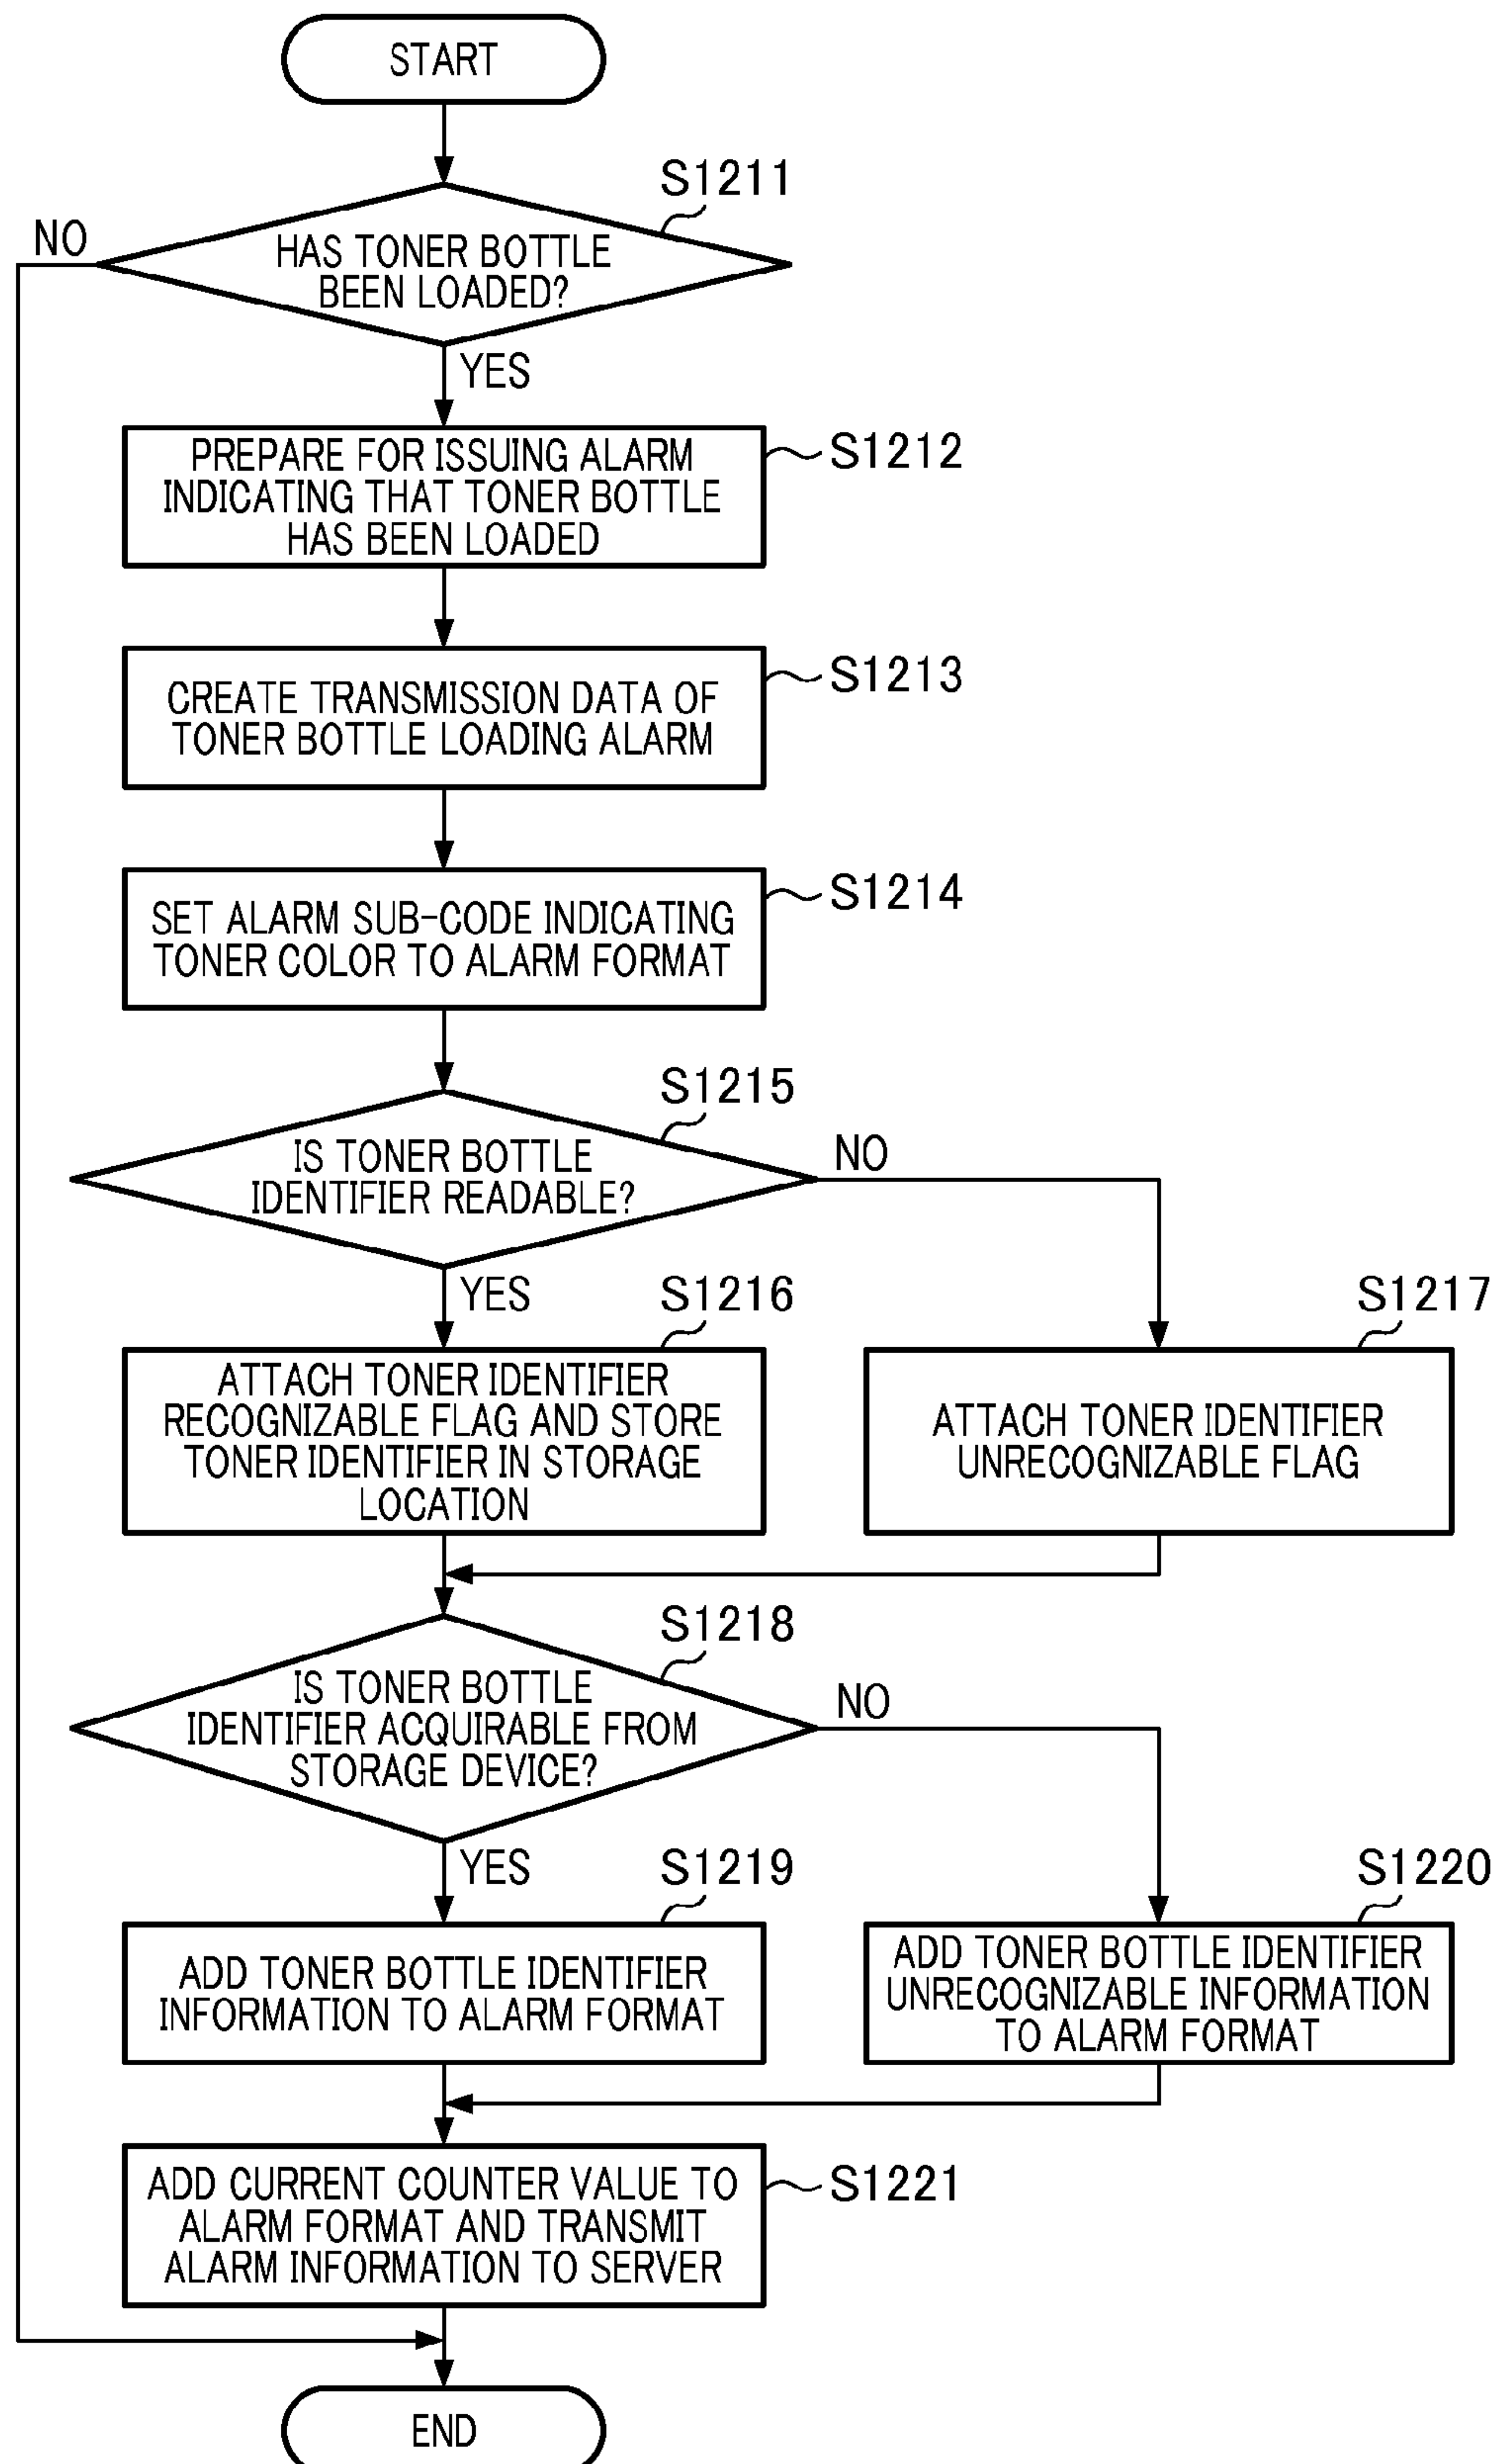 START
S1211
NO
HAS TONER BOTTLE
BEEN LOADED?
YES
S1212
PREPARE FOR ISSUING ALARM
INDICATING THAT TONER BOTTLE
HAS BEEN LOADED
S1213
CREATE TRANSMISSION DATA OF
TONER BOTTLE LOADING ALARM
S1214
SET ALARM SUB-CODE INDICATING
TONER COLOR TO ALARM FORMAT
S1215
IS TONER BOTTLE
IDENTIFIER READABLE?
NO
YES
S1216
S1217
ATTACH TONER IDENTIFIER
RECOGNIZABLE FLAG AND STORE
TONER IDENTIFIER IN STORAGE
LOCATION
ATTACH TONER IDENTIFIER
UNRECOGNIZABLE FLAG
S1218
IS TONER BOTTLE
IDENTIFIER ACQUIRABLE FROM
STORAGE DEVICE?
NO
YES
S1219
S1220
ADD TONER BOTTLE IDENTIFIER
INFORMATION TO ALARM FORMAT
ADD TONER BOTTLE IDENTIFIER
UNRECOGNIZABLE INFORMATION
TO ALARM FORMAT
S1221
ADD CURRENT COUNTER VALUE TO
ALARM FORMAT AND TRANSMIT
ALARM INFORMATION TO SERVER
END